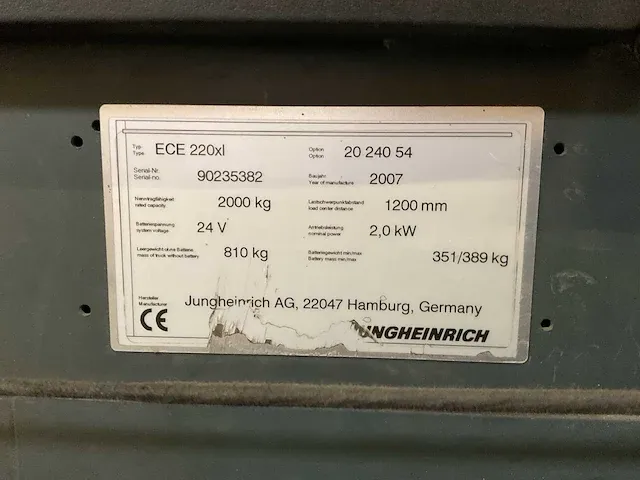 Typ. ECE 220xl Option 20 240 54
Type. Option
Serial-Nr. 90235382 Baujahr 2007
Serial-no. Year of manufacture
Nenntragfähigkeit 2000 kg Lastschwerpunktabstand 1200 mm
rated capacity load center distance
Batteriespannung 24 V Antriebsleistung 2,0 kW
system voltage nominal power
Leergewicht ohne Batterie 810 kg Batteriegewicht min/max 351/389 kg
mass of truck without battery Battery mass min/max
Hersteller Jungheinrich AG, 22047 Hamburg, Germany
Manufacturer
CE UNGHEINRICH